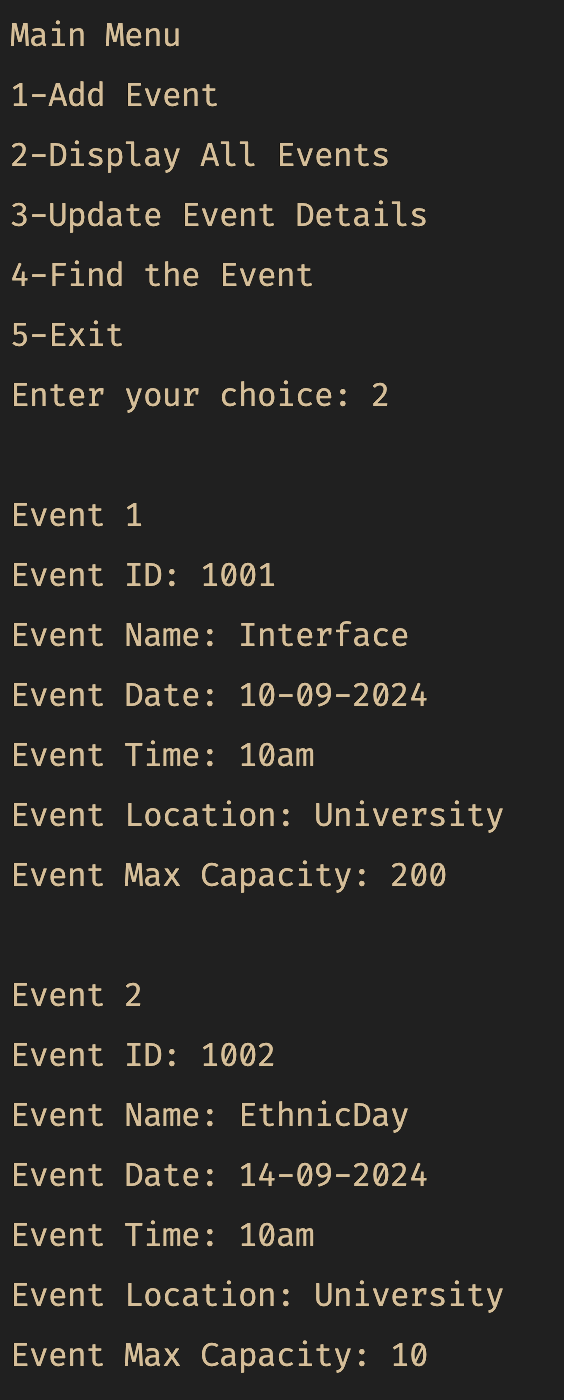 Main Menu
1-Add Event
2-Display All Events
3-Update Event Details
4-Find the Event
5-Exit
Enter your choice: 2
Event 1
Event ID: 1001
Event Name: Interface
Event Date: 10-09-2024
Event Time: 10am
Event Location: University
Event Max Capacity: 200
Event 2
Event ID: 1002
Event Name: EthnicDay
Event Date: 14-09-2024
Event Time: 10am
Event Location: University
Event Max Capacity: 10